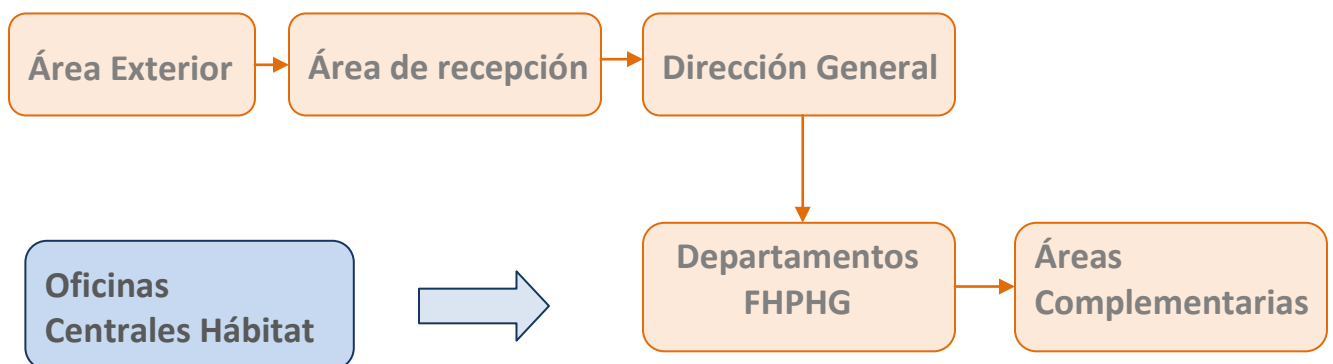 Área Exterior
Área de recepción
Dirección General
Departamentos
FHPHG
Áreas
Complementarias
Oficinas
Centrales Hábitat